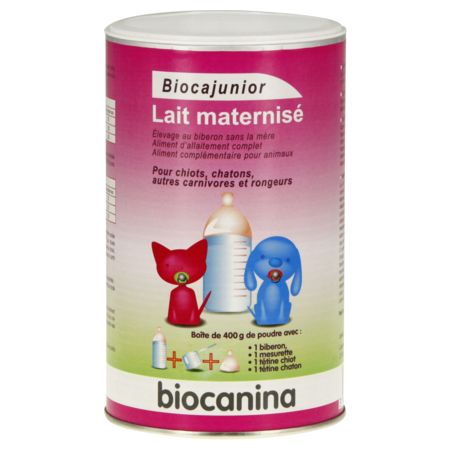 Biocajunior
Lait maternisé
Élevage au biberon sans la mère
Aliment d'allaitement complet
Aliment complémentaire pour animaux
Pour chiots, chatons,
autres carnivores et rongeurs
Boîte de 400 g de poudre avec :
• 1 biberon,
• 1 mesurette
• 1 tétine chiot
• 1 tétine chaton
biocanina